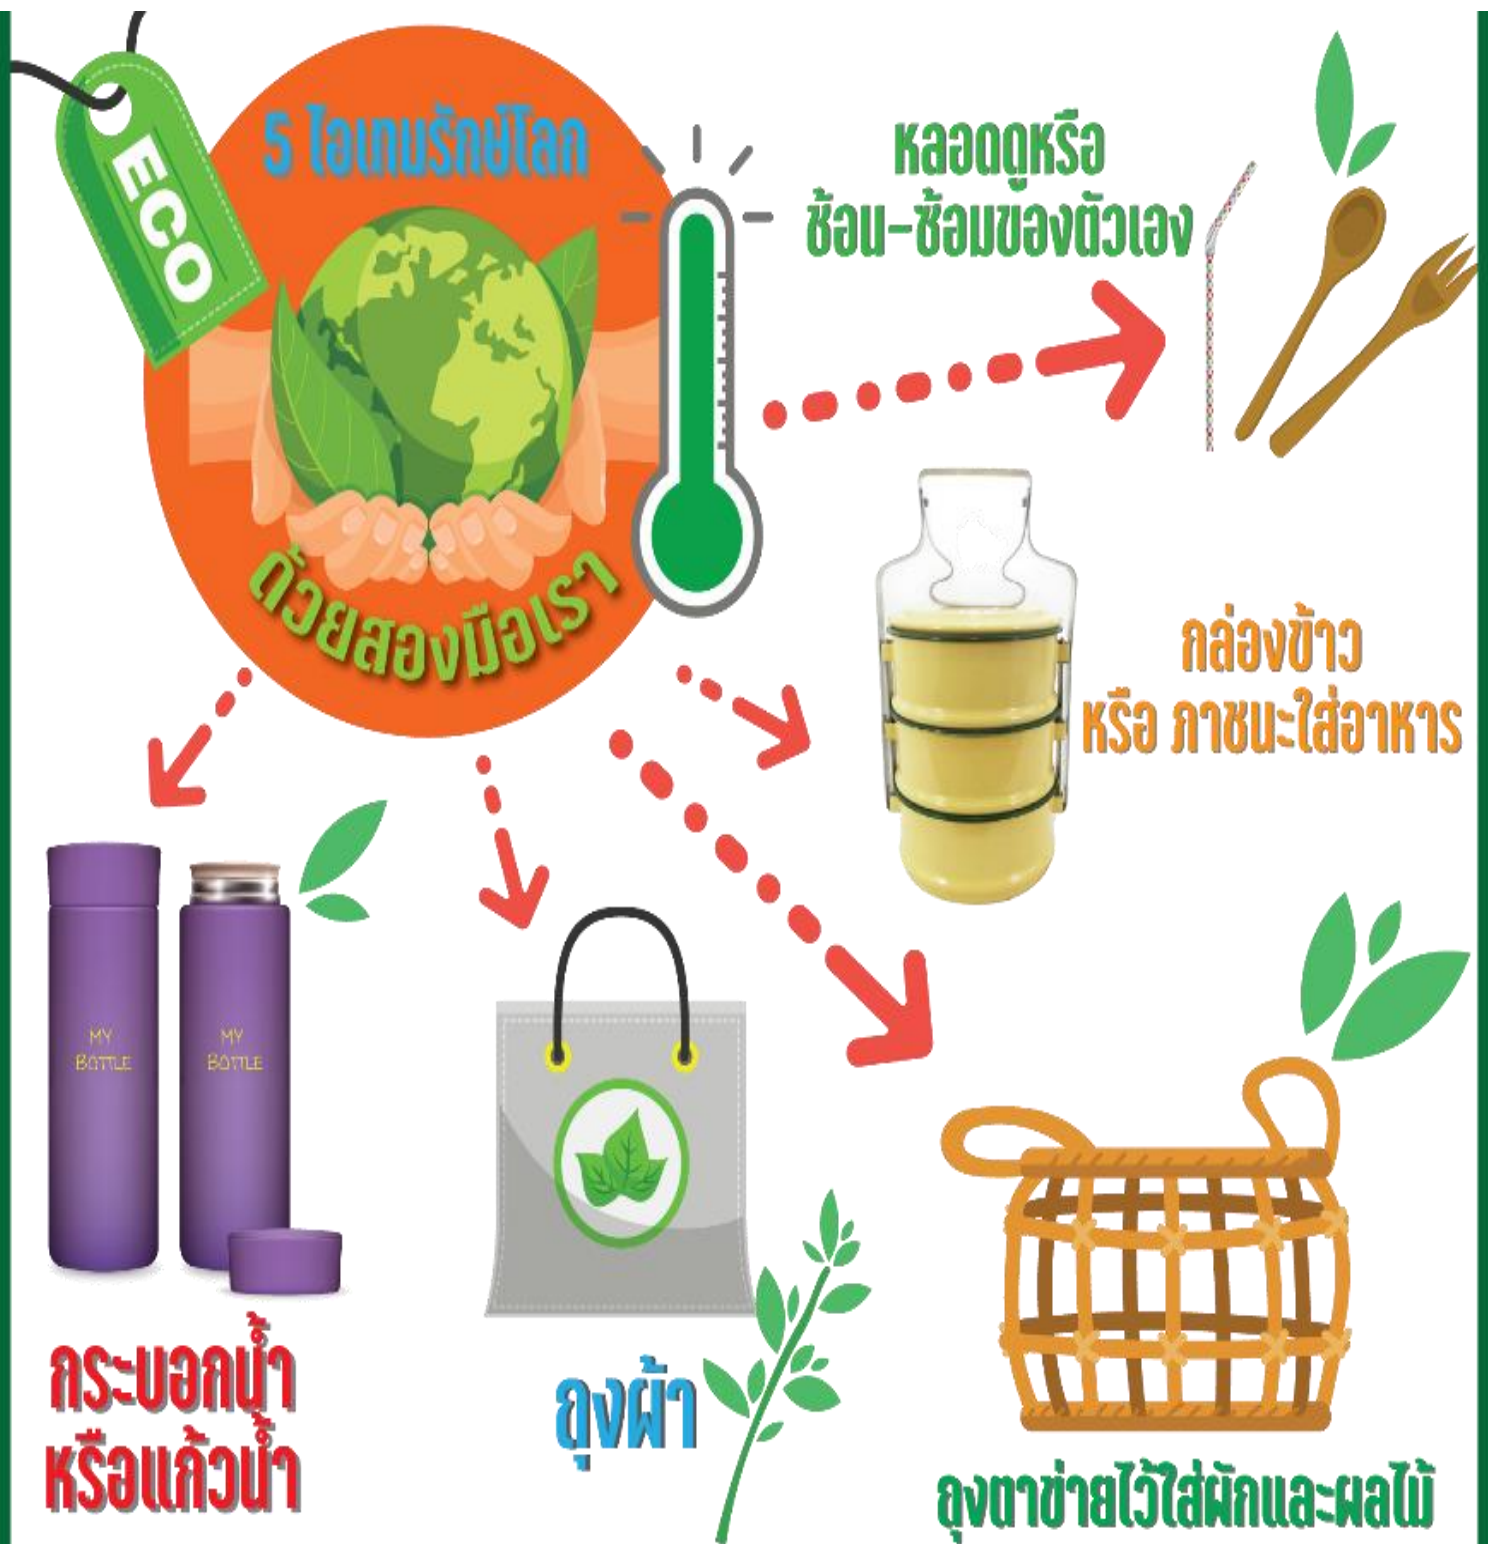 ECO
5 ไอเทมรักษ์โลก
ด้วยสองมือเรา
หลอดดูหรือ
ช้อน-ซ้อมของตัวเอง
กล่องข้าว
หรือ ภาชนะใส่อาหาร
MY
BOTTLE
MY
BOTTLE
กระบอกน้ำ
หรือแก้วน้ำ
ถุงผ้า
ถุงตาข่ายไว้ใส่ผักและผลไม้